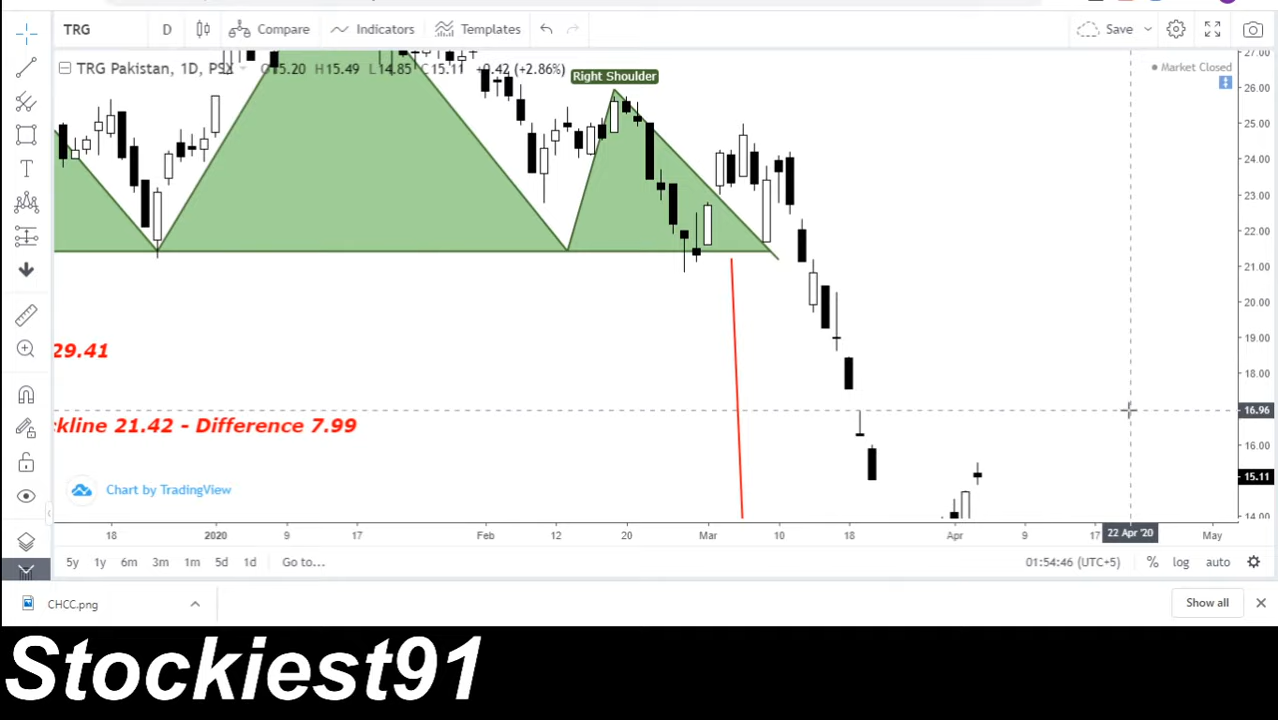 TRG D Compare Indicators Templates Save
TRG Pakistan, 1D, PSX O15.20 H15.49 L14.85 C15.11 +0.42 (+2.86%)
Market Closed
Right Shoulder
27.00
26.00
25.00
24.00
23.00
22.00
21.00
20.00
19.00
18.00
16.96
16.00
15.11
14.00
29.41
ckline 21.42 - Difference 7.99
Chart by TradingView
18 2020 9 17 Feb 12 20 Mar 10 18 Apr 9 17 22 Apr '20 May
5y 1y 6m 3m 1m 5d 1d Go to... 01:54:46 (UTC+5) % log auto
CHCC.png Show all
Stockiest91